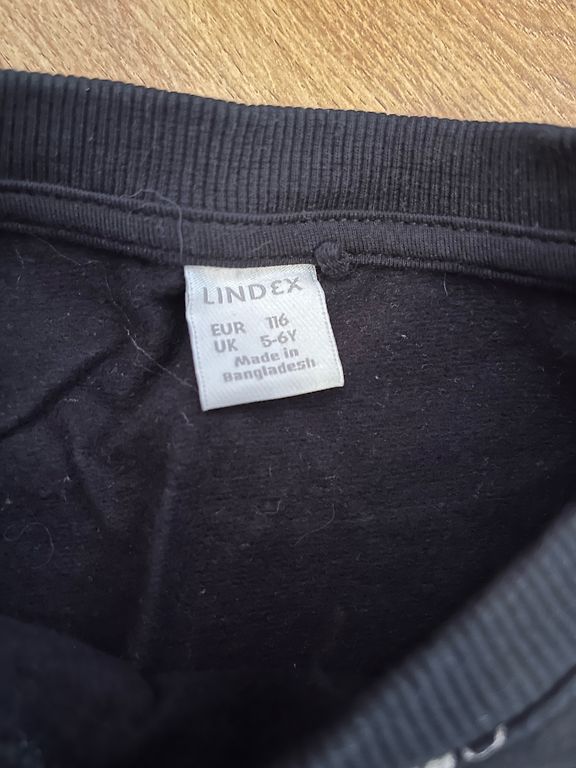 LINDEX
EUR 116
UK 5-6Y
Made in
Bangladesh